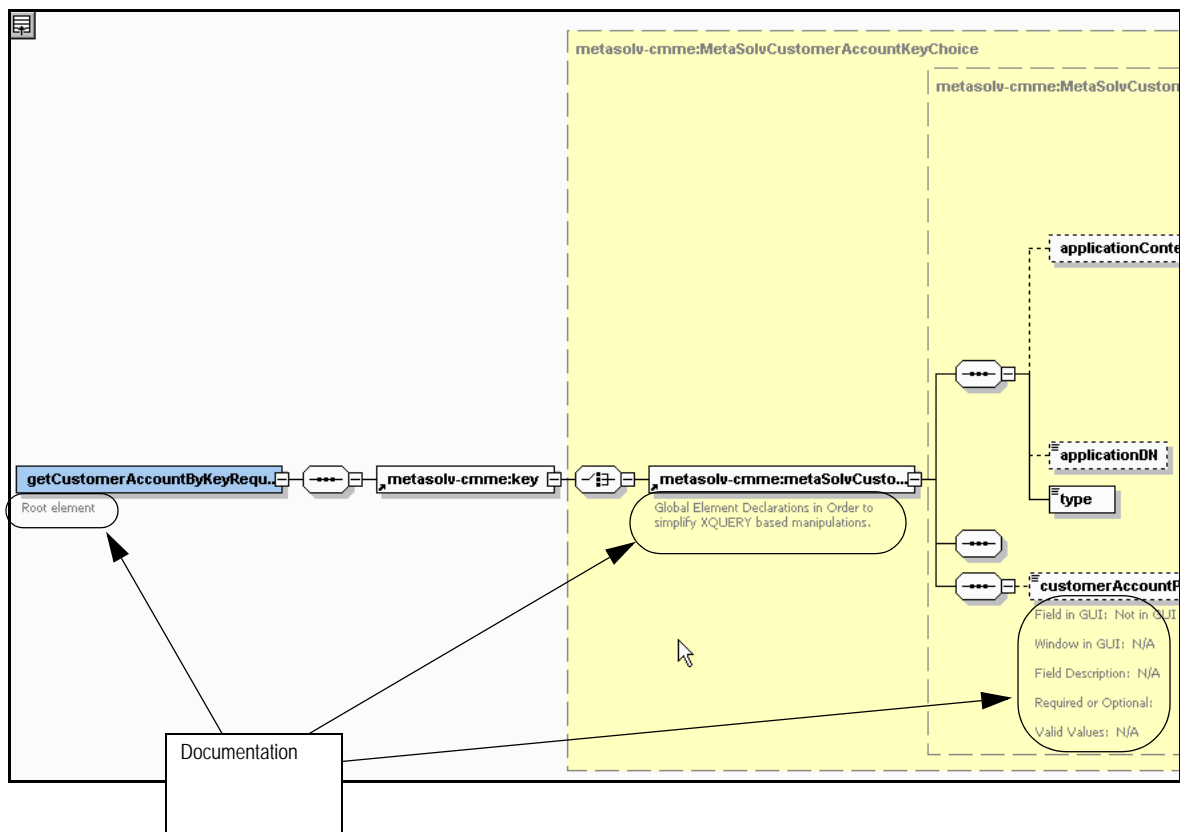 metasolv-cmme:MetaSolvCustomerAccountKeyChoice
metasolv-cmme:MetaSolvCuston
applicationConte
applicationDN
type
getCustomerAccountByKeyRequ...
metasolv-cmme:key
metasolv-cmme:metaSolvCusto...
Root element
Global Element Declarations in Order to
simplify XQUERY based manipulations.
customerAccountP
Field in GUI: Not in GUI
Window in GUI: N/A
Field Description: N/A
Required or Optional:
Valid Values: N/A
Documentation